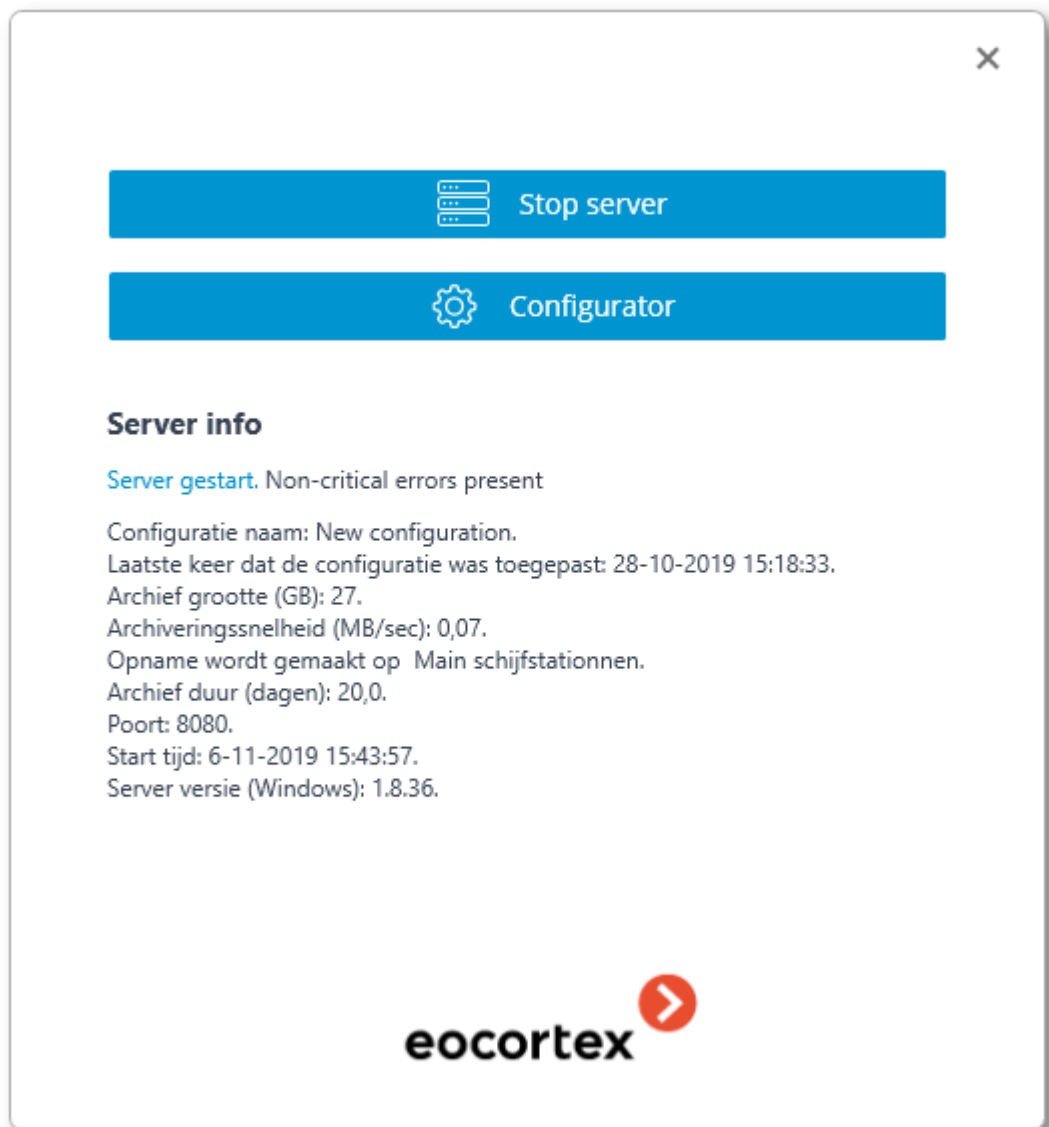 Stop server
Configurator
Server info
Server gestart. Non-critical errors present
Configuratie naam: New configuration.
Laatste keer dat de configuratie was toegepast: 28-10-2019 15:18:33.
Archief grootte (GB): 27.
Archiveringssnelheid (MB/sec): 0,07.
Opname wordt gemaakt op  Main schijfstationnen.
Archief duur (dagen): 20,0.
Poort: 8080.
Start tijd: 6-11-2019 15:43:57.
Server versie (Windows): 1.8.36.
eocortex